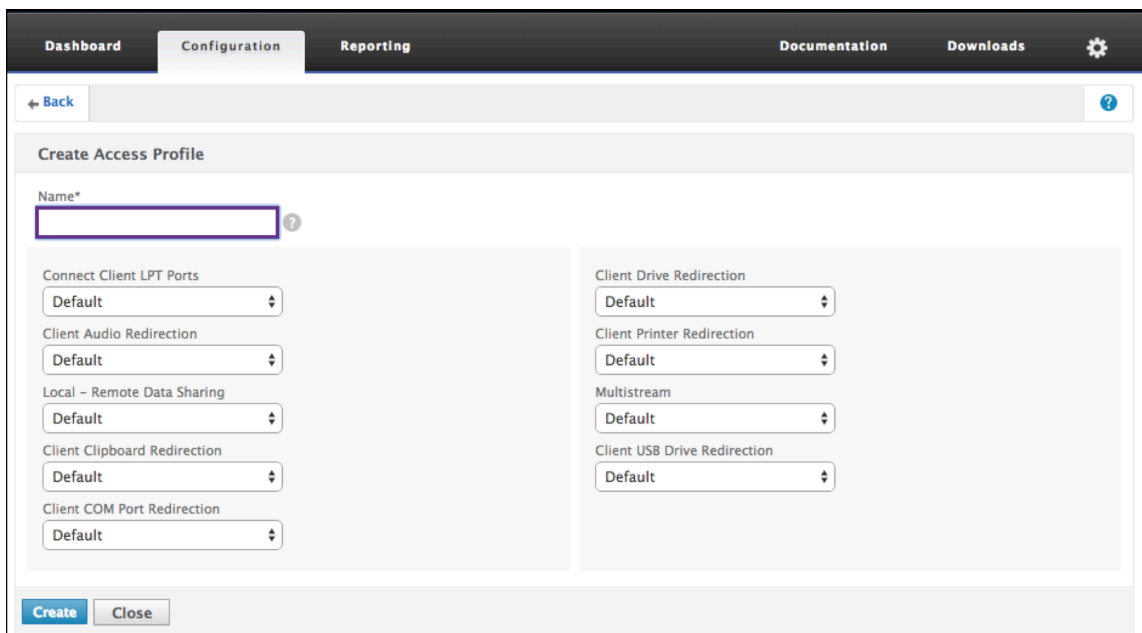 Dashboard Configuration Reporting Documentation Downloads
Back ?
Create Access Profile
Name*
?
Connect Client LPT Ports
Default
Client Audio Redirection
Default
Local – Remote Data Sharing
Default
Client Clipboard Redirection
Default
Client COM Port Redirection
Default
Client Drive Redirection
Default
Client Printer Redirection
Default
Multistream
Default
Client USB Drive Redirection
Default
Create Close